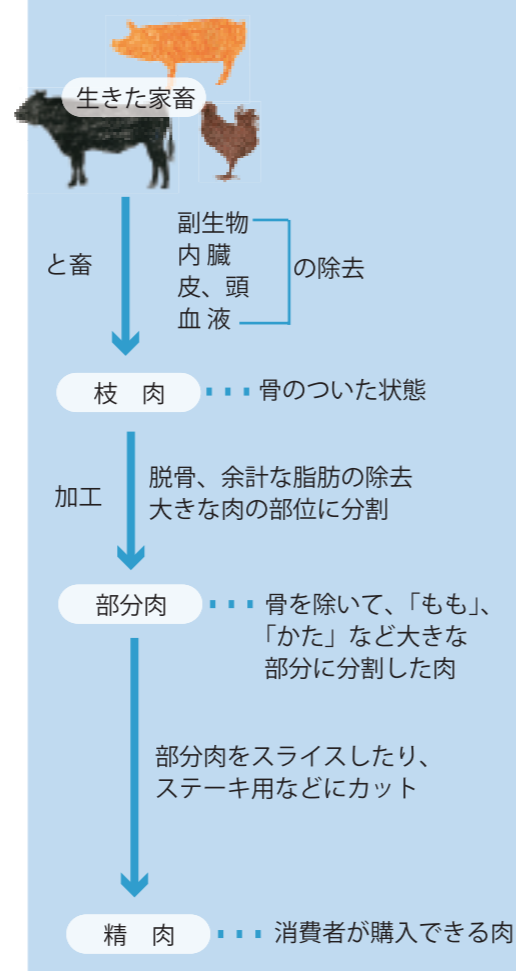 生きた家畜
と畜
副生物
内 臓
皮、頭
血 液
の除去
枝　肉 ・・・ 骨のついた状態
加工
脱骨、余計な脂肪の除去
大きな肉の部位に分割
部分肉 ・・・ 骨を除いて、「もも」、
「かた」など大きな
部分に分割した肉
部分肉をスライスしたり、
ステーキ用などにカット
精　肉 ・・・ 消費者が購入できる肉